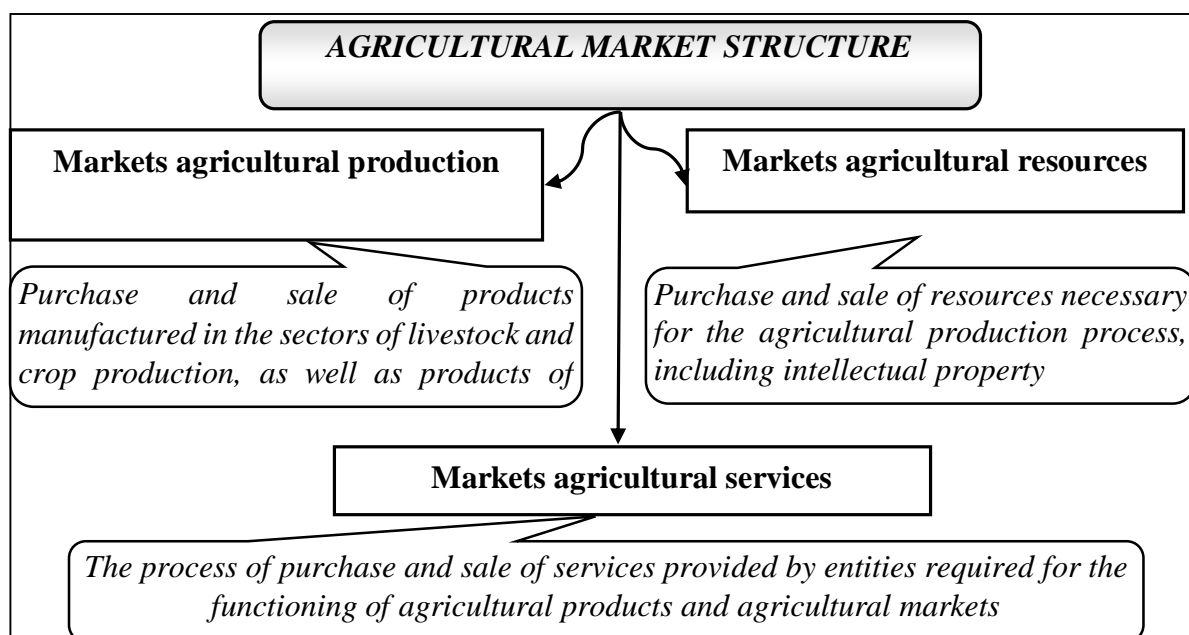 AGRICULTURAL MARKET STRUCTURE
Markets agricultural production
Markets agricultural resources
Purchase and sale of products
manufactured in the sectors of livestock and
crop production, as well as products of
Purchase and sale of resources necessary
for the agricultural production process,
including intellectual property
Markets agricultural services
The process of purchase and sale of services provided by entities required for the
functioning of agricultural products and agricultural markets